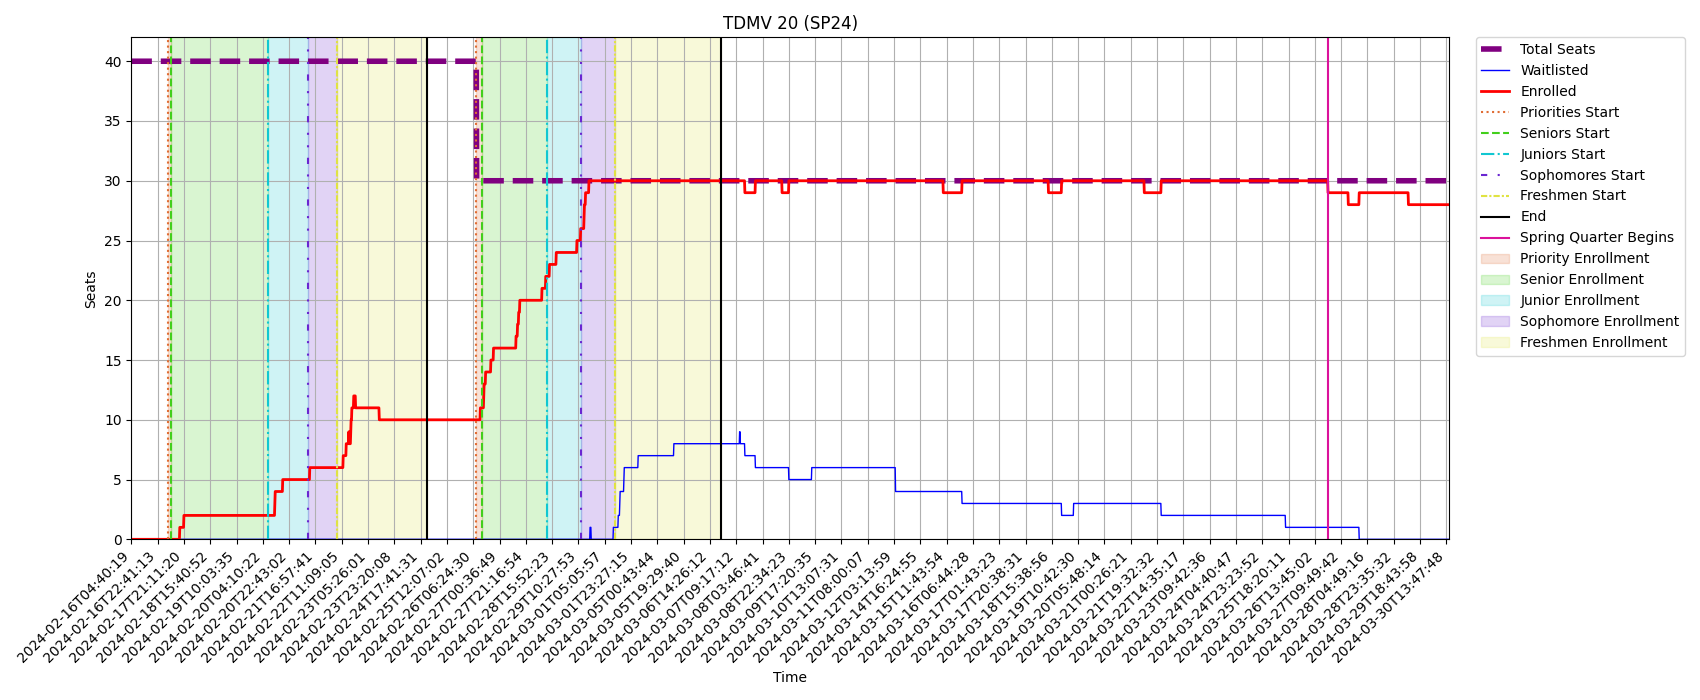 TDMV 20 (SP24)
Seats
40
35
30
25
20
15
10
5
0
2024-02-16T04:40:19
2024-02-16T22:41:13
2024-02-17T21:11:20
2024-02-18T15:40:52
2024-02-19T10:03:35
2024-02-20T04:10:22
2024-02-20T22:43:02
2024-02-21T16:57:41
2024-02-22T11:09:05
2024-02-23T05:26:01
2024-02-23T23:20:08
2024-02-24T17:41:31
2024-02-25T12:07:02
2024-02-26T06:24:30
2024-02-27T00:36:49
2024-02-27T21:16:54
2024-02-28T15:52:23
2024-02-29T10:27:53
2024-03-01T05:05:57
2024-03-01T23:27:15
2024-03-05T00:43:44
2024-03-05T19:29:40
2024-03-06T14:26:12
2024-03-07T09:17:12
2024-03-08T03:46:41
2024-03-08T22:34:23
2024-03-09T17:20:35
2024-03-10T13:07:31
2024-03-11T08:00:07
2024-03-12T03:13:59
2024-03-14T16:24:55
2024-03-15T11:43:54
2024-03-16T06:44:28
2024-03-17T01:43:23
2024-03-17T20:38:31
2024-03-18T15:38:56
2024-03-19T10:42:30
2024-03-20T05:48:14
2024-03-21T00:26:21
2024-03-21T19:32:32
2024-03-22T14:35:17
2024-03-23T09:42:36
2024-03-24T04:40:47
2024-03-24T23:23:52
2024-03-25T18:20:11
2024-03-26T13:45:02
2024-03-27T09:49:42
2024-03-28T04:49:16
2024-03-28T23:35:32
2024-03-29T18:43:58
2024-03-30T13:47:48
Time
Total Seats
Waitlisted
Enrolled
Priorities Start
Seniors Start
Juniors Start
Sophomores Start
Freshmen Start
End
Spring Quarter Begins
Priority Enrollment
Senior Enrollment
Junior Enrollment
Sophomore Enrollment
Freshmen Enrollment